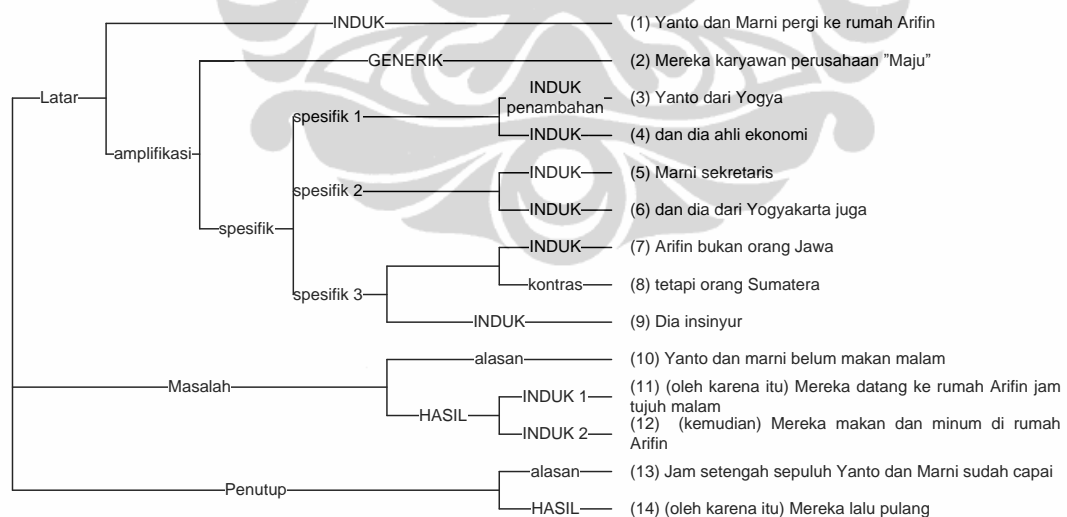 INDUK (1) Yanto dan Marni pergi ke rumah Arifin
GENERIK (2) Mereka karyawan perusahaan ”Maju”
Latar
INDUK
penambahan (3) Yanto dari Yogya
spesifik 1
INDUK (4) dan dia ahli ekonomi
amplifikasi
INDUK (5) Marni sekretaris
spesifik 2
INDUK (6) dan dia dari Yogyakarta juga
spesifik
INDUK (7) Arifin bukan orang Jawa
kontras (8) tetapi orang Sumatera
spesifik 3
INDUK (9) Dia insinyur
alasan (10) Yanto dan marni belum makan malam
Masalah
INDUK 1 (11) (oleh karena itu) Mereka datang ke rumah Arifin jam
tujuh malam
HASIL
INDUK 2 (12) (kemudian) Mereka makan dan minum di rumah
Arifin
alasan (13) Jam setengah sepuluh Yanto dan Marni sudah capai
Penutup
HASIL (14) (oleh karena itu) Mereka lalu pulang